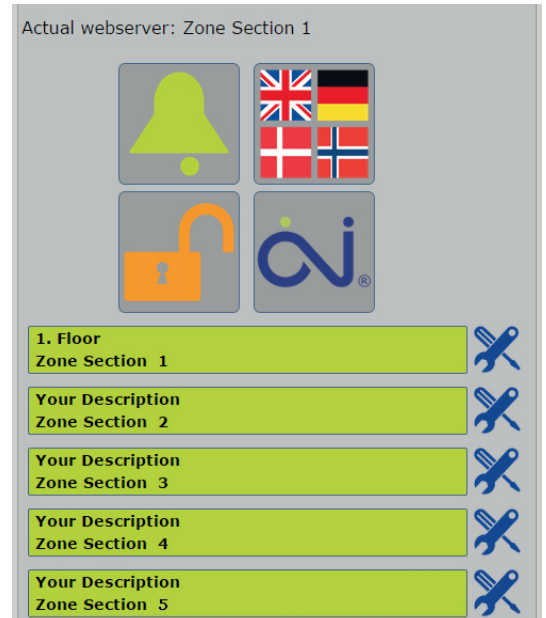 Actual webserver: Zone Section 1
®
1. Floor
Zone Section 1
Your Description
Zone Section 2
Your Description
Zone Section 3
Your Description
Zone Section 4
Your Description
Zone Section 5